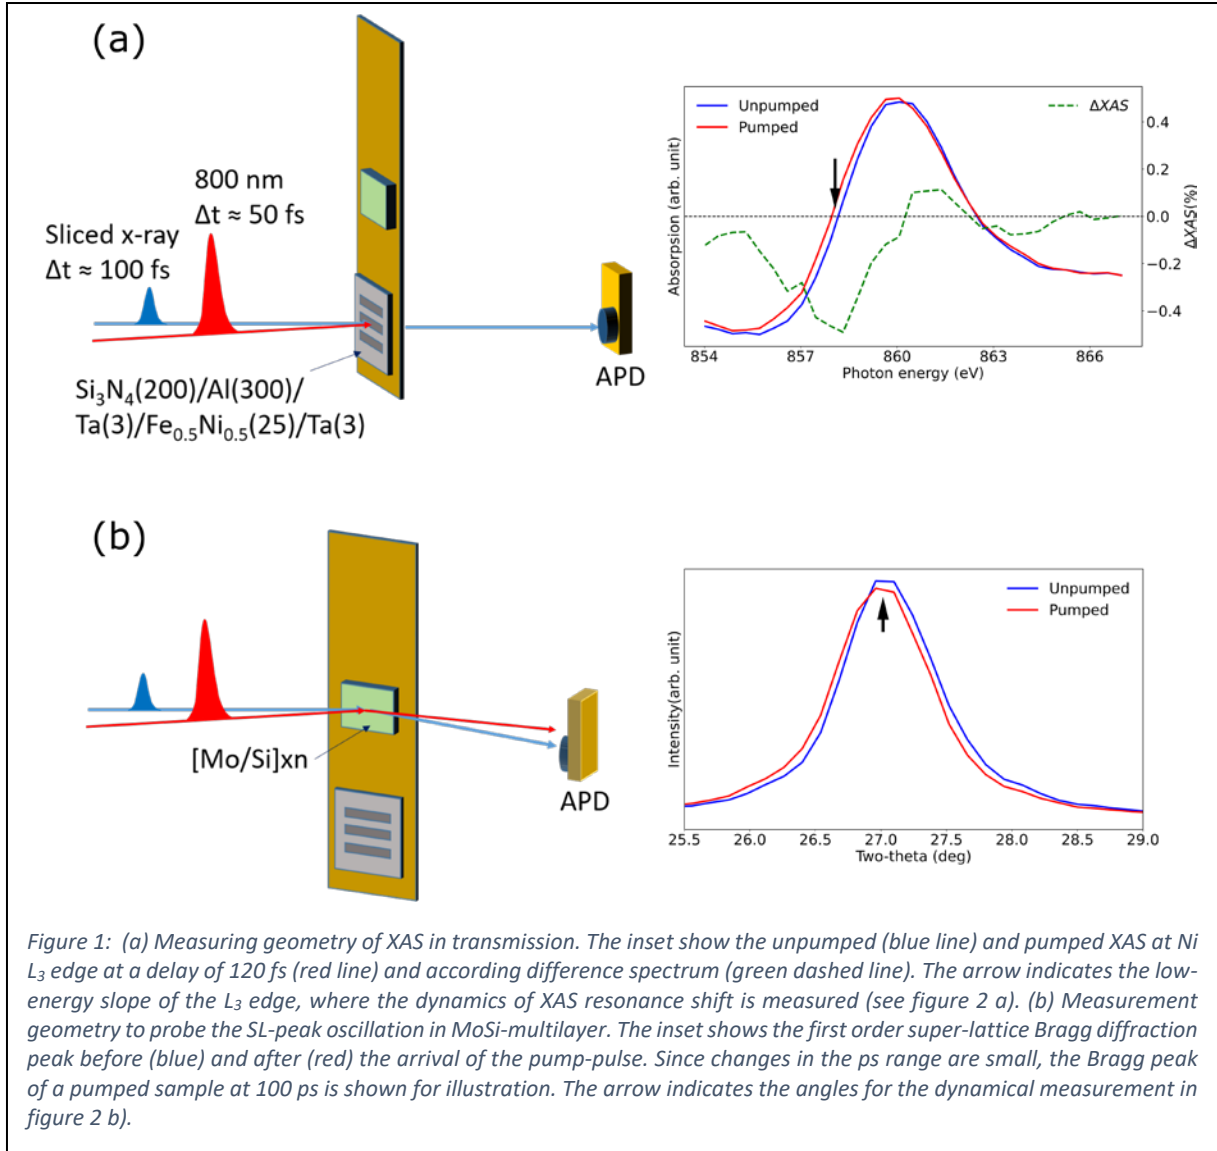 (a)
800 nm
Δt ≈ 50 fs
Sliced x-ray
Δt ≈ 100 fs
Si₃N₄(200)/Al(300)/
Ta(3)/Fe₀.₅Ni₀.₅(25)/Ta(3)
APD
Unpumped
Pumped
ΔXAS
Absorpsion (arb. unit)
ΔXAS(%)
0.4
0.2
0.0
−0.2
−0.4
854 857 860 863 866
Photon energy (eV)
(b)
[Mo/Si]xn
APD
Unpumped
Pumped
Intensity(arb. unit)
25.5 26.0 26.5 27.0 27.5 28.0 28.5 29.0
Two-theta (deg)
Figure 1: (a) Measuring geometry of XAS in transmission. The inset show the unpumped (blue line) and pumped XAS at Ni
L₃ edge at a delay of 120 fs (red line) and according difference spectrum (green dashed line). The arrow indicates the low-
energy slope of the L₃ edge, where the dynamics of XAS resonance shift is measured (see figure 2 a). (b) Measurement
geometry to probe the SL-peak oscillation in MoSi-multilayer. The inset shows the first order super-lattice Bragg diffraction
peak before (blue) and after (red) the arrival of the pump-pulse. Since changes in the ps range are small, the Bragg peak
of a pumped sample at 100 ps is shown for illustration. The arrow indicates the angles for the dynamical measurement in
figure 2 b).